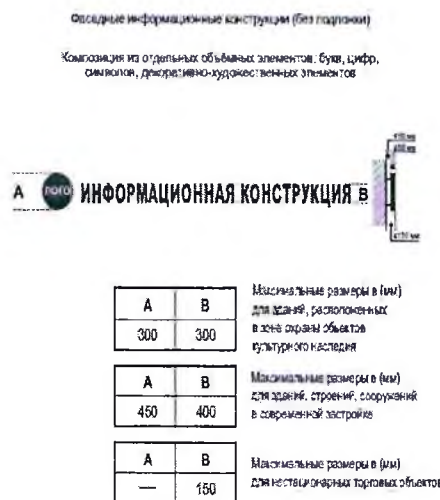 Фасадные информационные конструкции (без подложки)
Композиция из отдельных объёмных элементов: букв, цифр,
символов, декоративно-художественных элементов
А ЛОГО ИНФОРМАЦИОННАЯ КОНСТРУКЦИЯ В
А В
300 300
Максимальные размеры в (мм)
для зданий, расположенных
в зоне охраны объектов
культурного наследия
А В
450 400
Максимальные размеры в (мм)
для зданий, строений, сооружений
в современной застройке
А В
— 150
Максимальные размеры в (мм)
для нестационарных торговых объектов